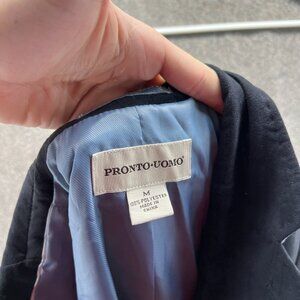 PRONTO·UOMO®
M
100% POLYESTER
MADE IN
CHINA